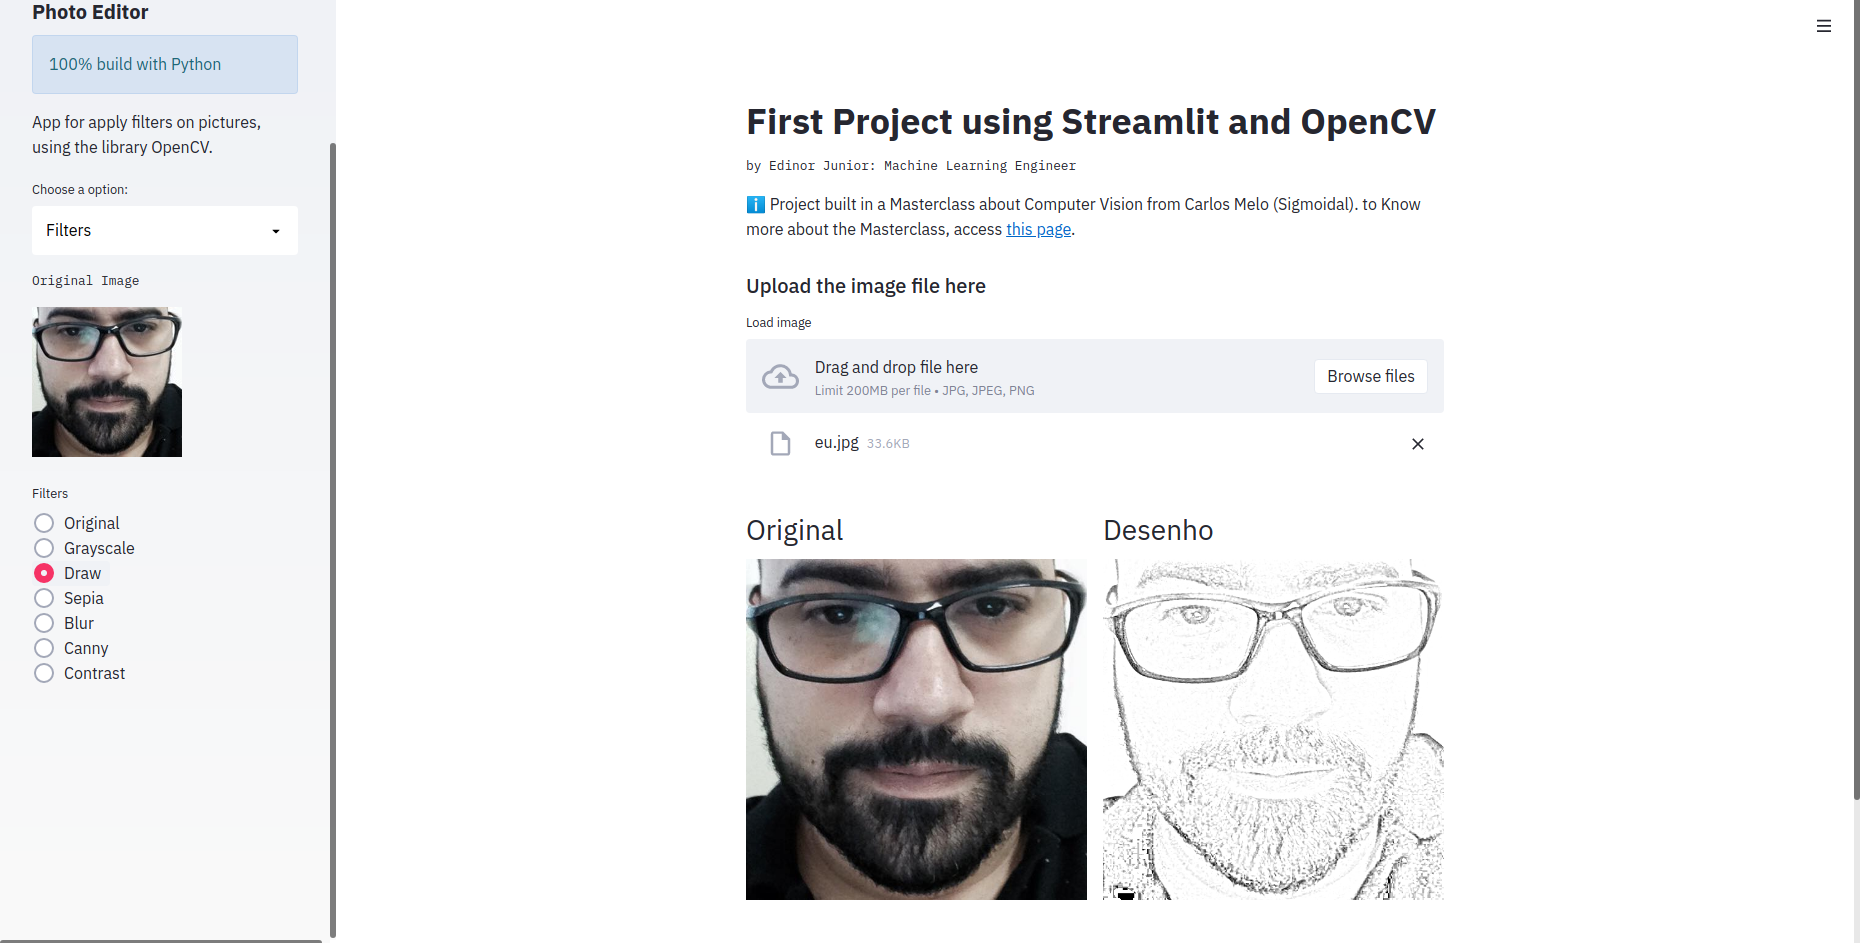 Photo Editor
100% build with Python
App for apply filters on pictures,
using the library OpenCV.
Choose a option:
Filters
Original Image
Filters
Original
Grayscale
Draw
Sepia
Blur
Canny
Contrast
First Project using Streamlit and OpenCV
by Edinor Junior: Machine Learning Engineer
ℹ️ Project built in a Masterclass about Computer Vision from Carlos Melo (Sigmoidal). to Know
more about the Masterclass, access this page.
Upload the image file here
Load image
Drag and drop file here
Limit 200MB per file • JPG, JPEG, PNG
Browse files
eu.jpg 33.6KB
Original
Desenho